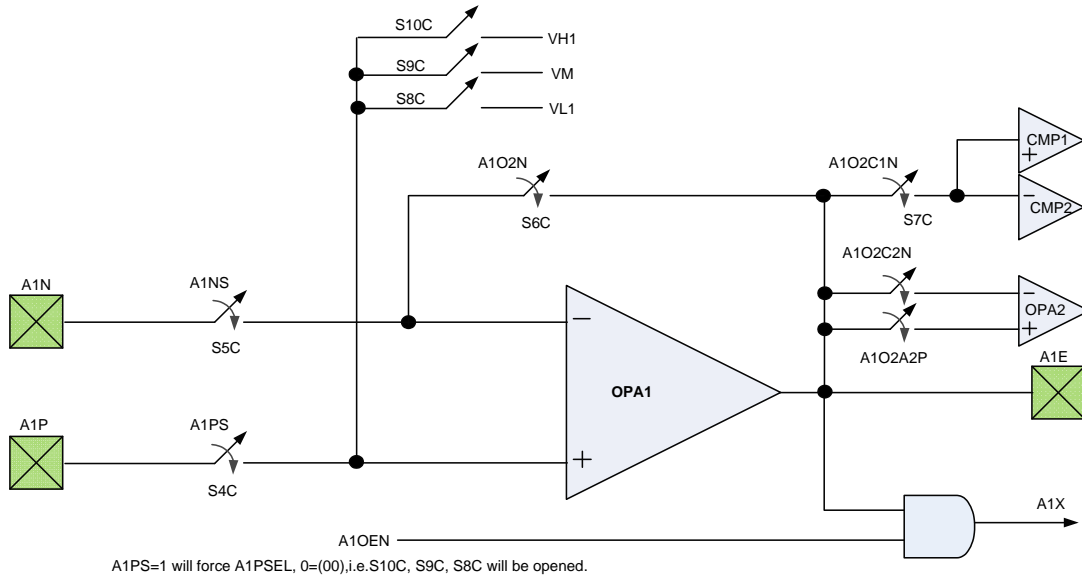 S10C
VH1
S9C
VM
S8C
VL1
A1O2N
S6C
A1O2C1N
S7C
CMP1
+
−
CMP2
A1N
A1NS
S5C
A1O2C2N
−
OPA2
+
A1O2A2P
−
OPA1
+
A1E
A1P
A1PS
S4C
A1X
A1OEN
A1PS=1 will force A1PSEL, 0=(00),i.e.S10C, S9C, S8C will be opened.